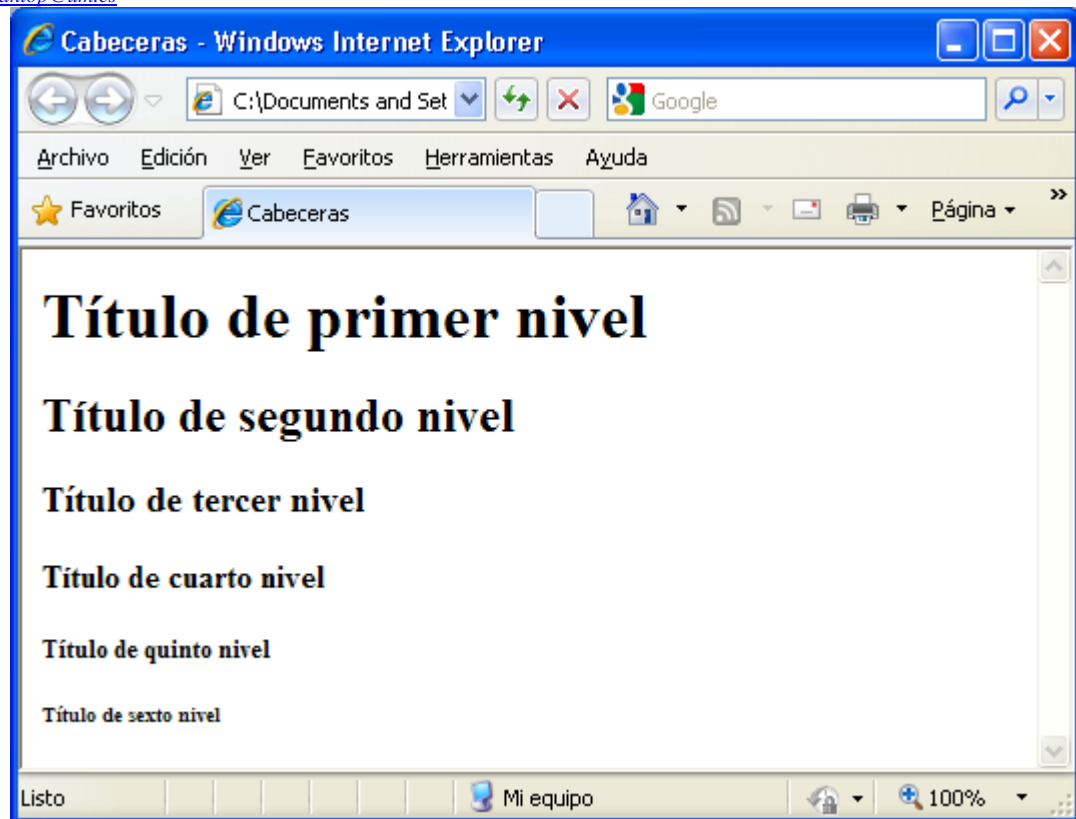 Cabeceras - Windows Internet Explorer
C:\Documents and Set Google
Archivo Edición Ver Favoritos Herramientas Ayuda
Favoritos Cabeceras Página »
Título de primer nivel
Título de segundo nivel
Título de tercer nivel
Título de cuarto nivel
Título de quinto nivel
Título de sexto nivel
Listo Mi equipo 100%